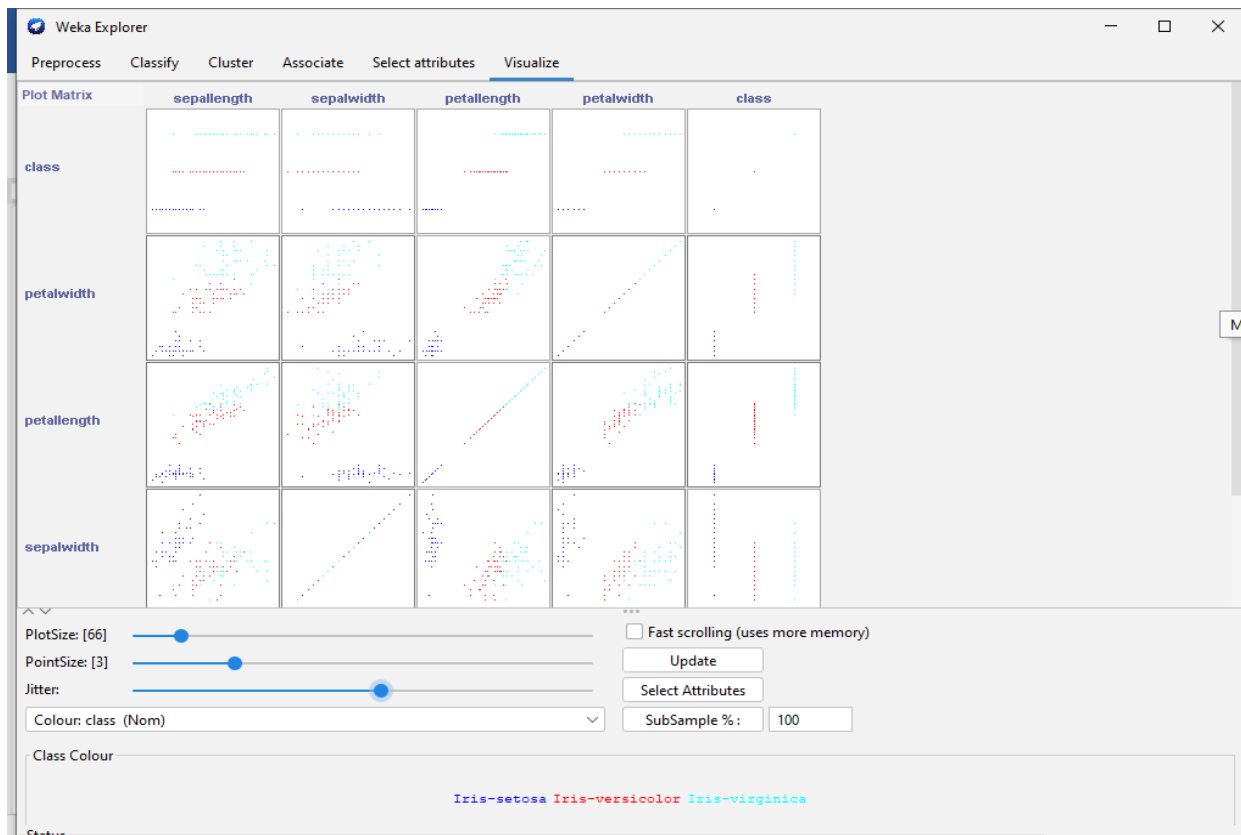 Weka Explorer
Preprocess Classify Cluster Associate Select attributes Visualize
Plot Matrix sepallength sepalwidth petallength petalwidth class
class
petalwidth
M
petallength
sepalwidth
PlotSize: [66] Fast scrolling (uses more memory)
PointSize: [3] Update
Jitter: Select Attributes
Colour: class (Nom) SubSample % : 100
Class Colour
Iris-setosa Iris-versicolor Iris-virginica
Status